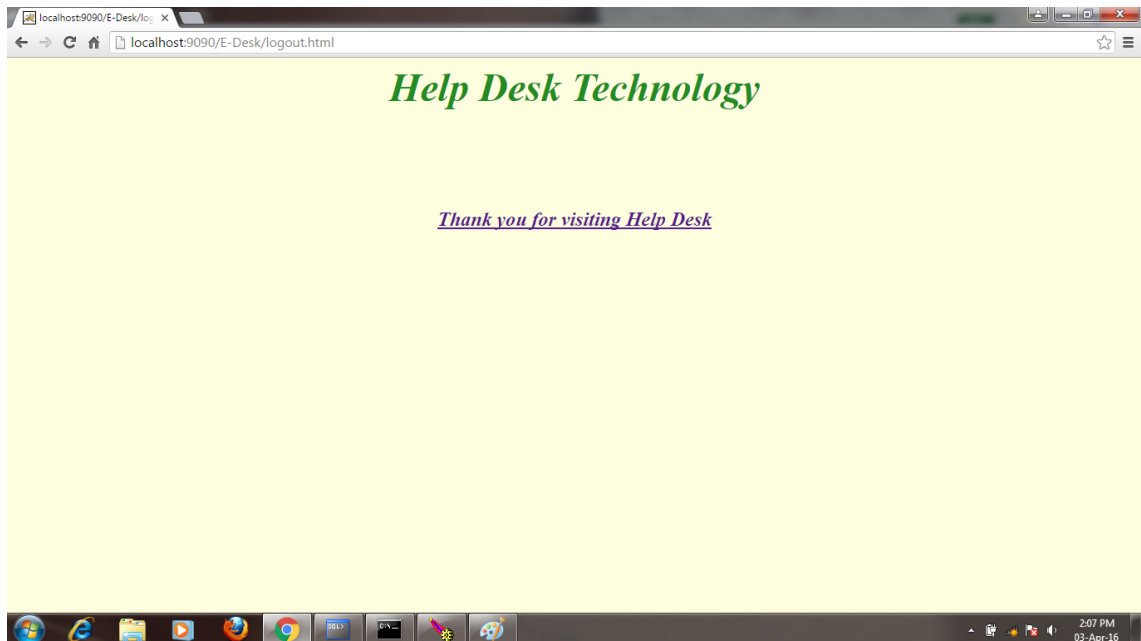 localhost:9090/E-Desk/log
localhost:9090/E-Desk/logout.html
Help Desk Technology
Thank you for visiting Help Desk
SQL>
C:\_
2:07 PM
03-Apr-16